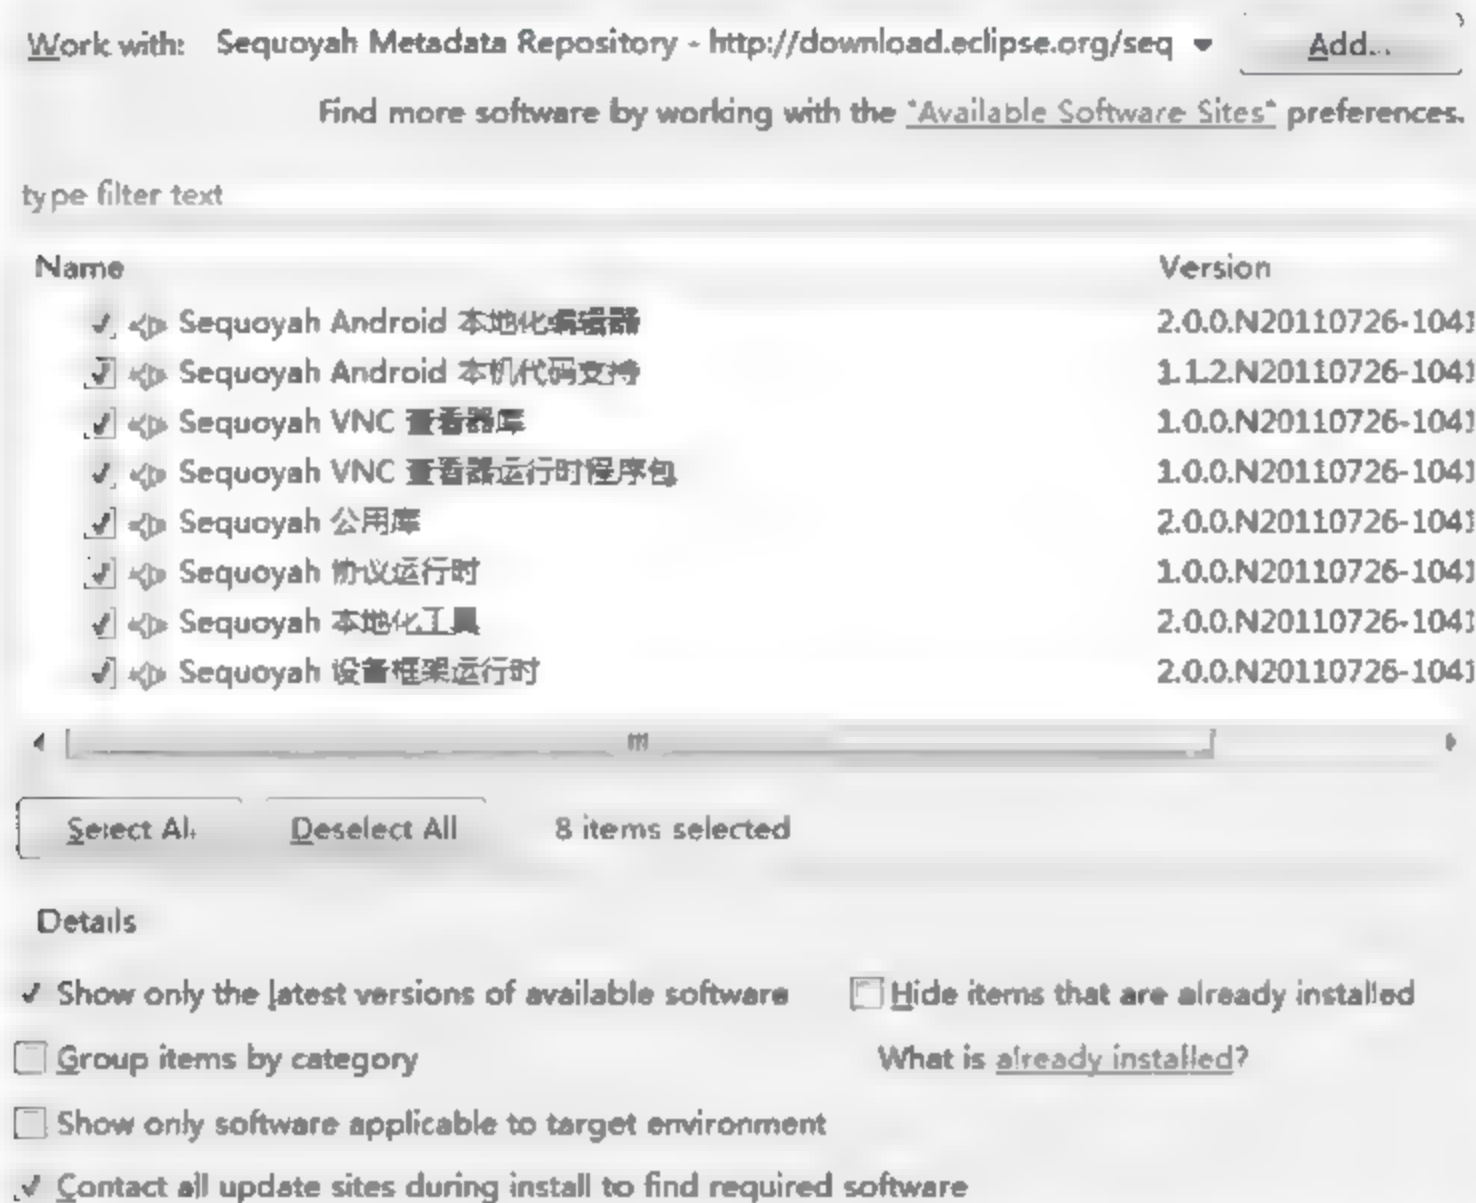 Work with: Sequoyah Metadata Repository - http://download.eclipse.org/seq Add...
Find more software by working with the "Available Software Sites" preferences.
type filter text
Name Version
Sequoyah Android 本地化编辑器 2.0.0.N20110726-1041
Sequoyah Android 本机代码支持 1.1.2.N20110726-1041
Sequoyah VNC 查看器库 1.0.0.N20110726-1041
Sequoyah VNC 查看器运行时程序包 1.0.0.N20110726-1041
Sequoyah 公用库 2.0.0.N20110726-1041
Sequoyah 协议运行时 1.0.0.N20110726-1041
Sequoyah 本地化工具 2.0.0.N20110726-1041
Sequoyah 设备框架运行时 2.0.0.N20110726-1041
Select All Deselect All 8 items selected
Details
Show only the latest versions of available software Hide items that are already installed
Group items by category What is already installed?
Show only software applicable to target environment
Contact all update sites during install to find required software